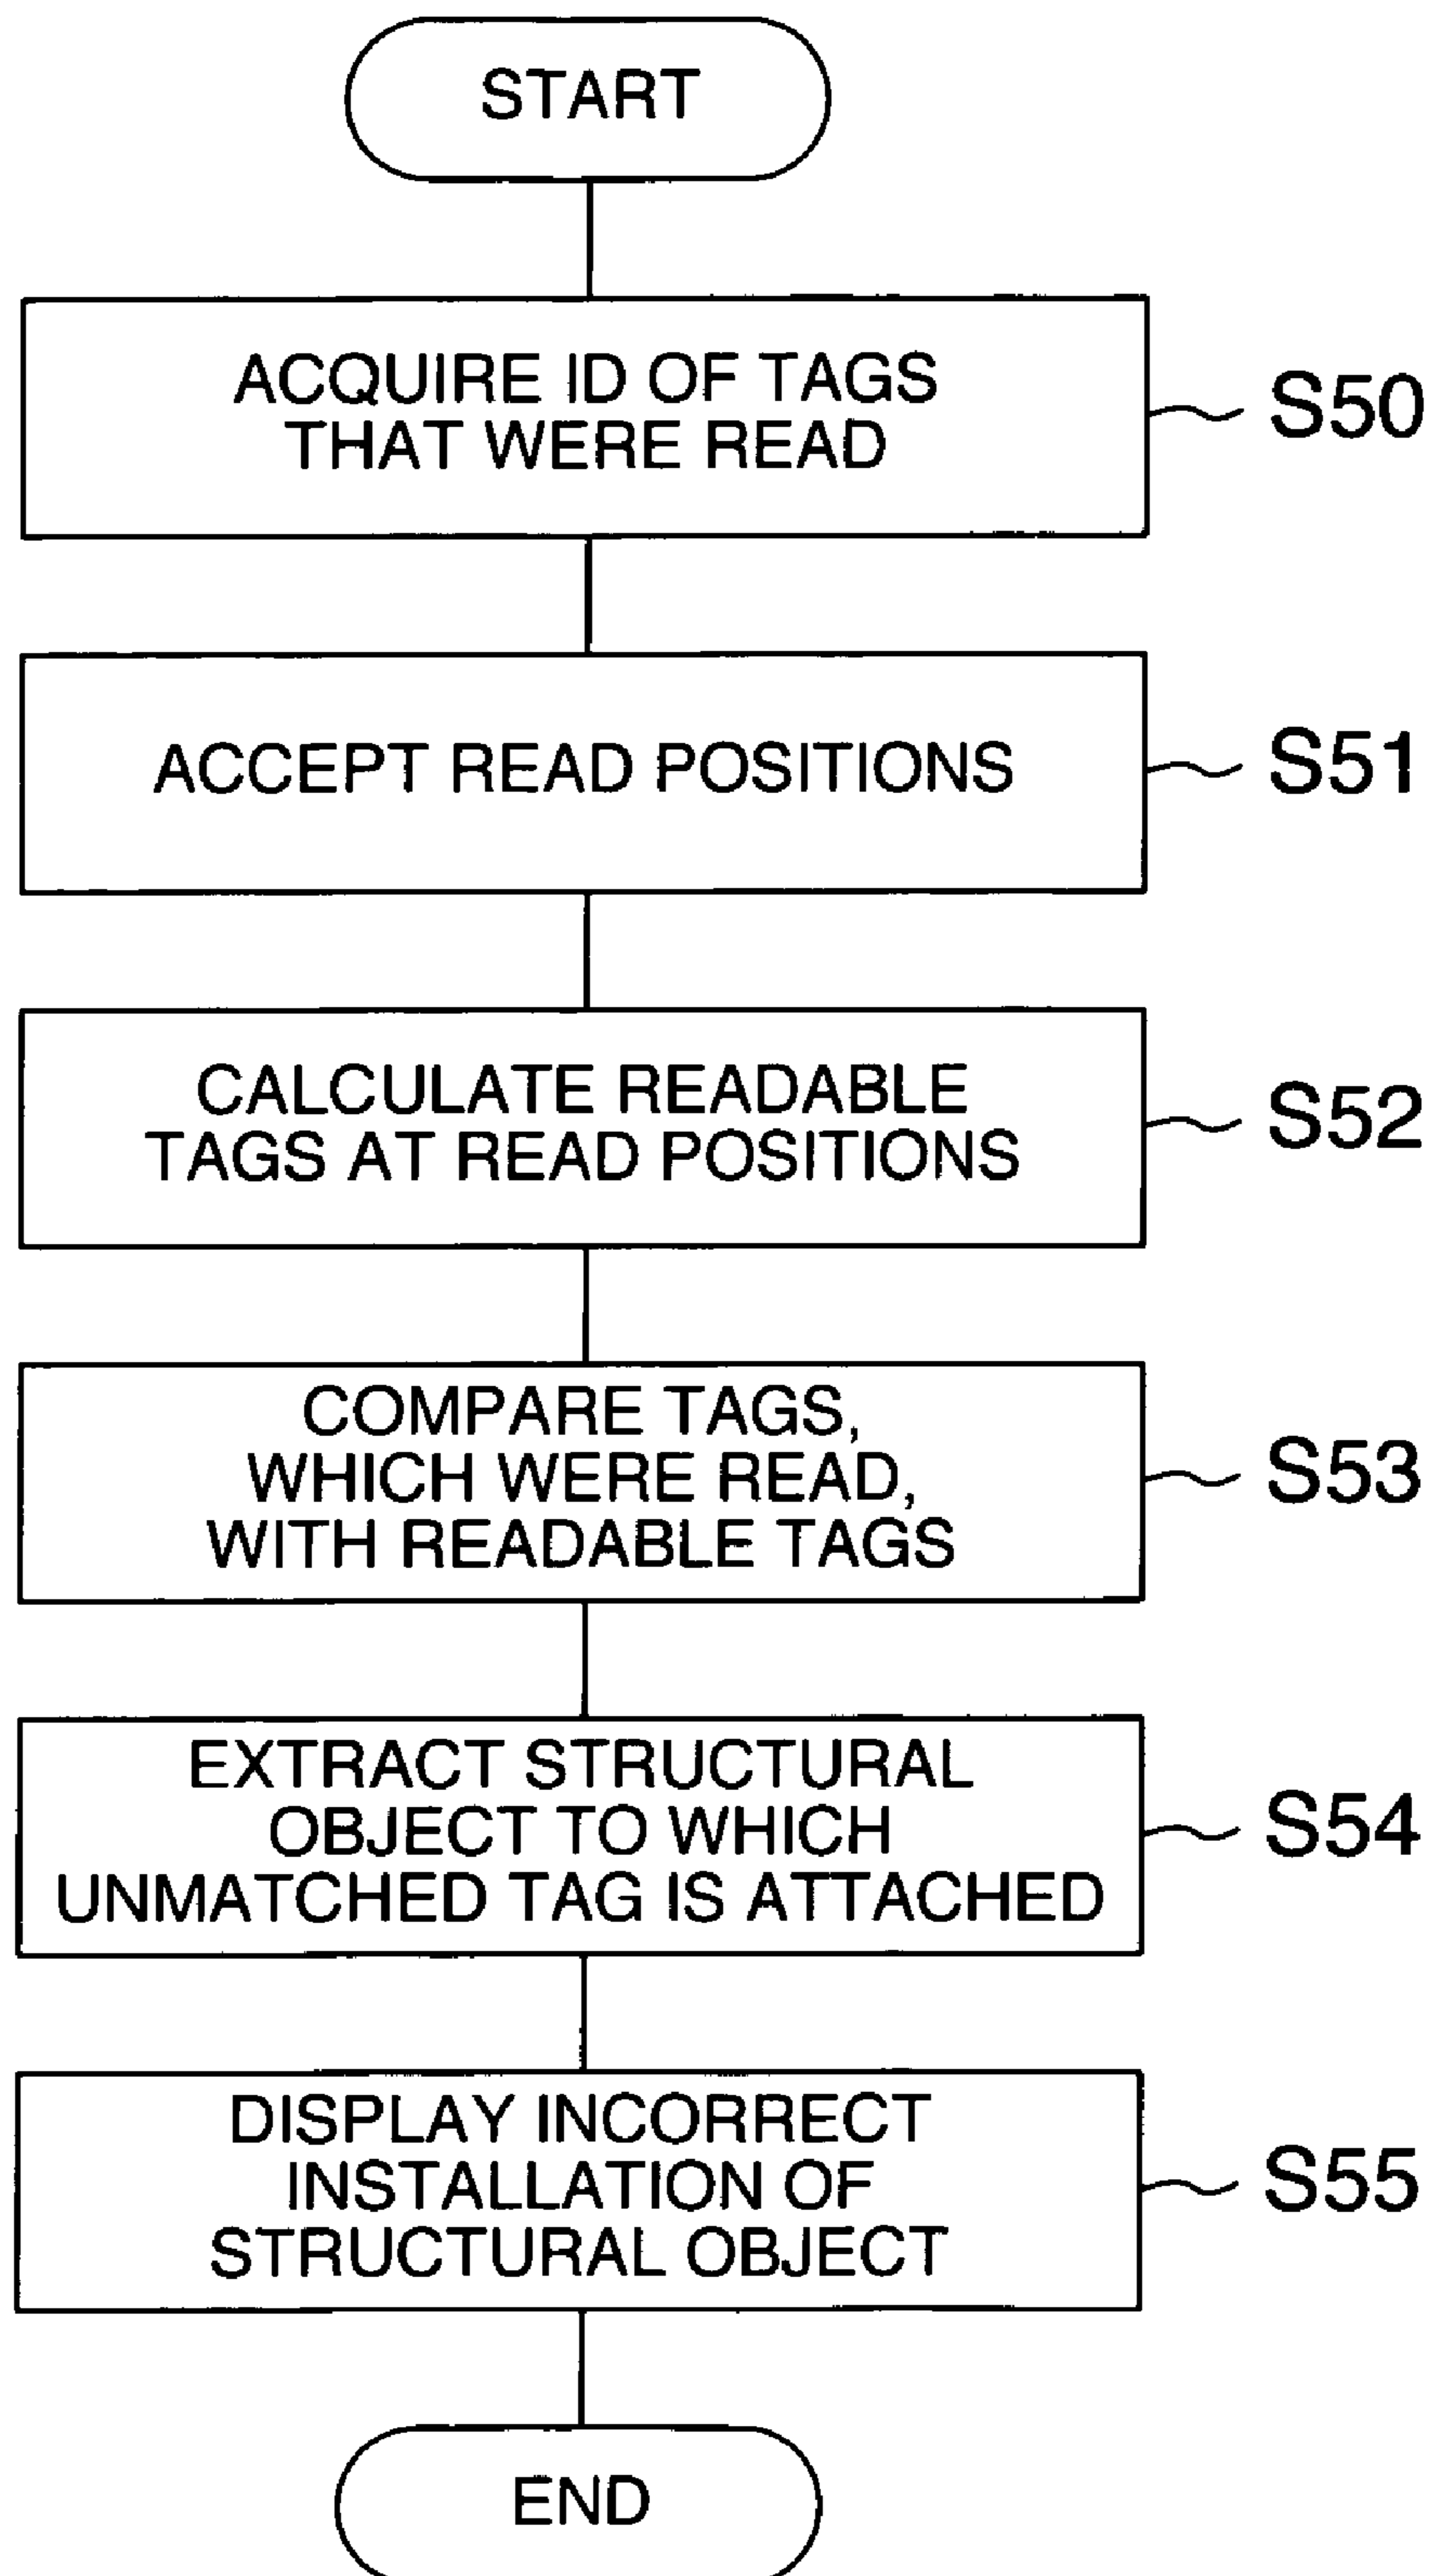 START
ACQUIRE ID OF TAGS
THAT WERE READ
S50
ACCEPT READ POSITIONS
S51
CALCULATE READABLE
TAGS AT READ POSITIONS
S52
COMPARE TAGS,
WHICH WERE READ,
WITH READABLE TAGS
S53
EXTRACT STRUCTURAL
OBJECT TO WHICH
UNMATCHED TAG IS ATTACHED
S54
DISPLAY INCORRECT
INSTALLATION OF
STRUCTURAL OBJECT
S55
END